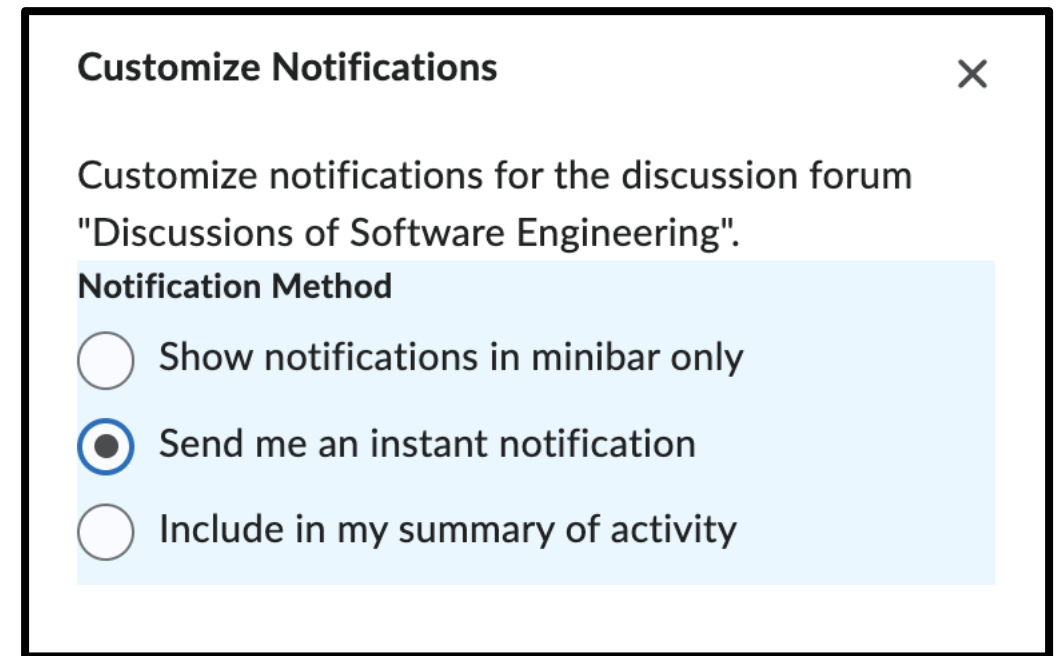 Customize Notifications
Customize notifications for the discussion forum
"Discussions of Software Engineering".
Notification Method
Show notifications in minibar only
Send me an instant notification
Include in my summary of activity